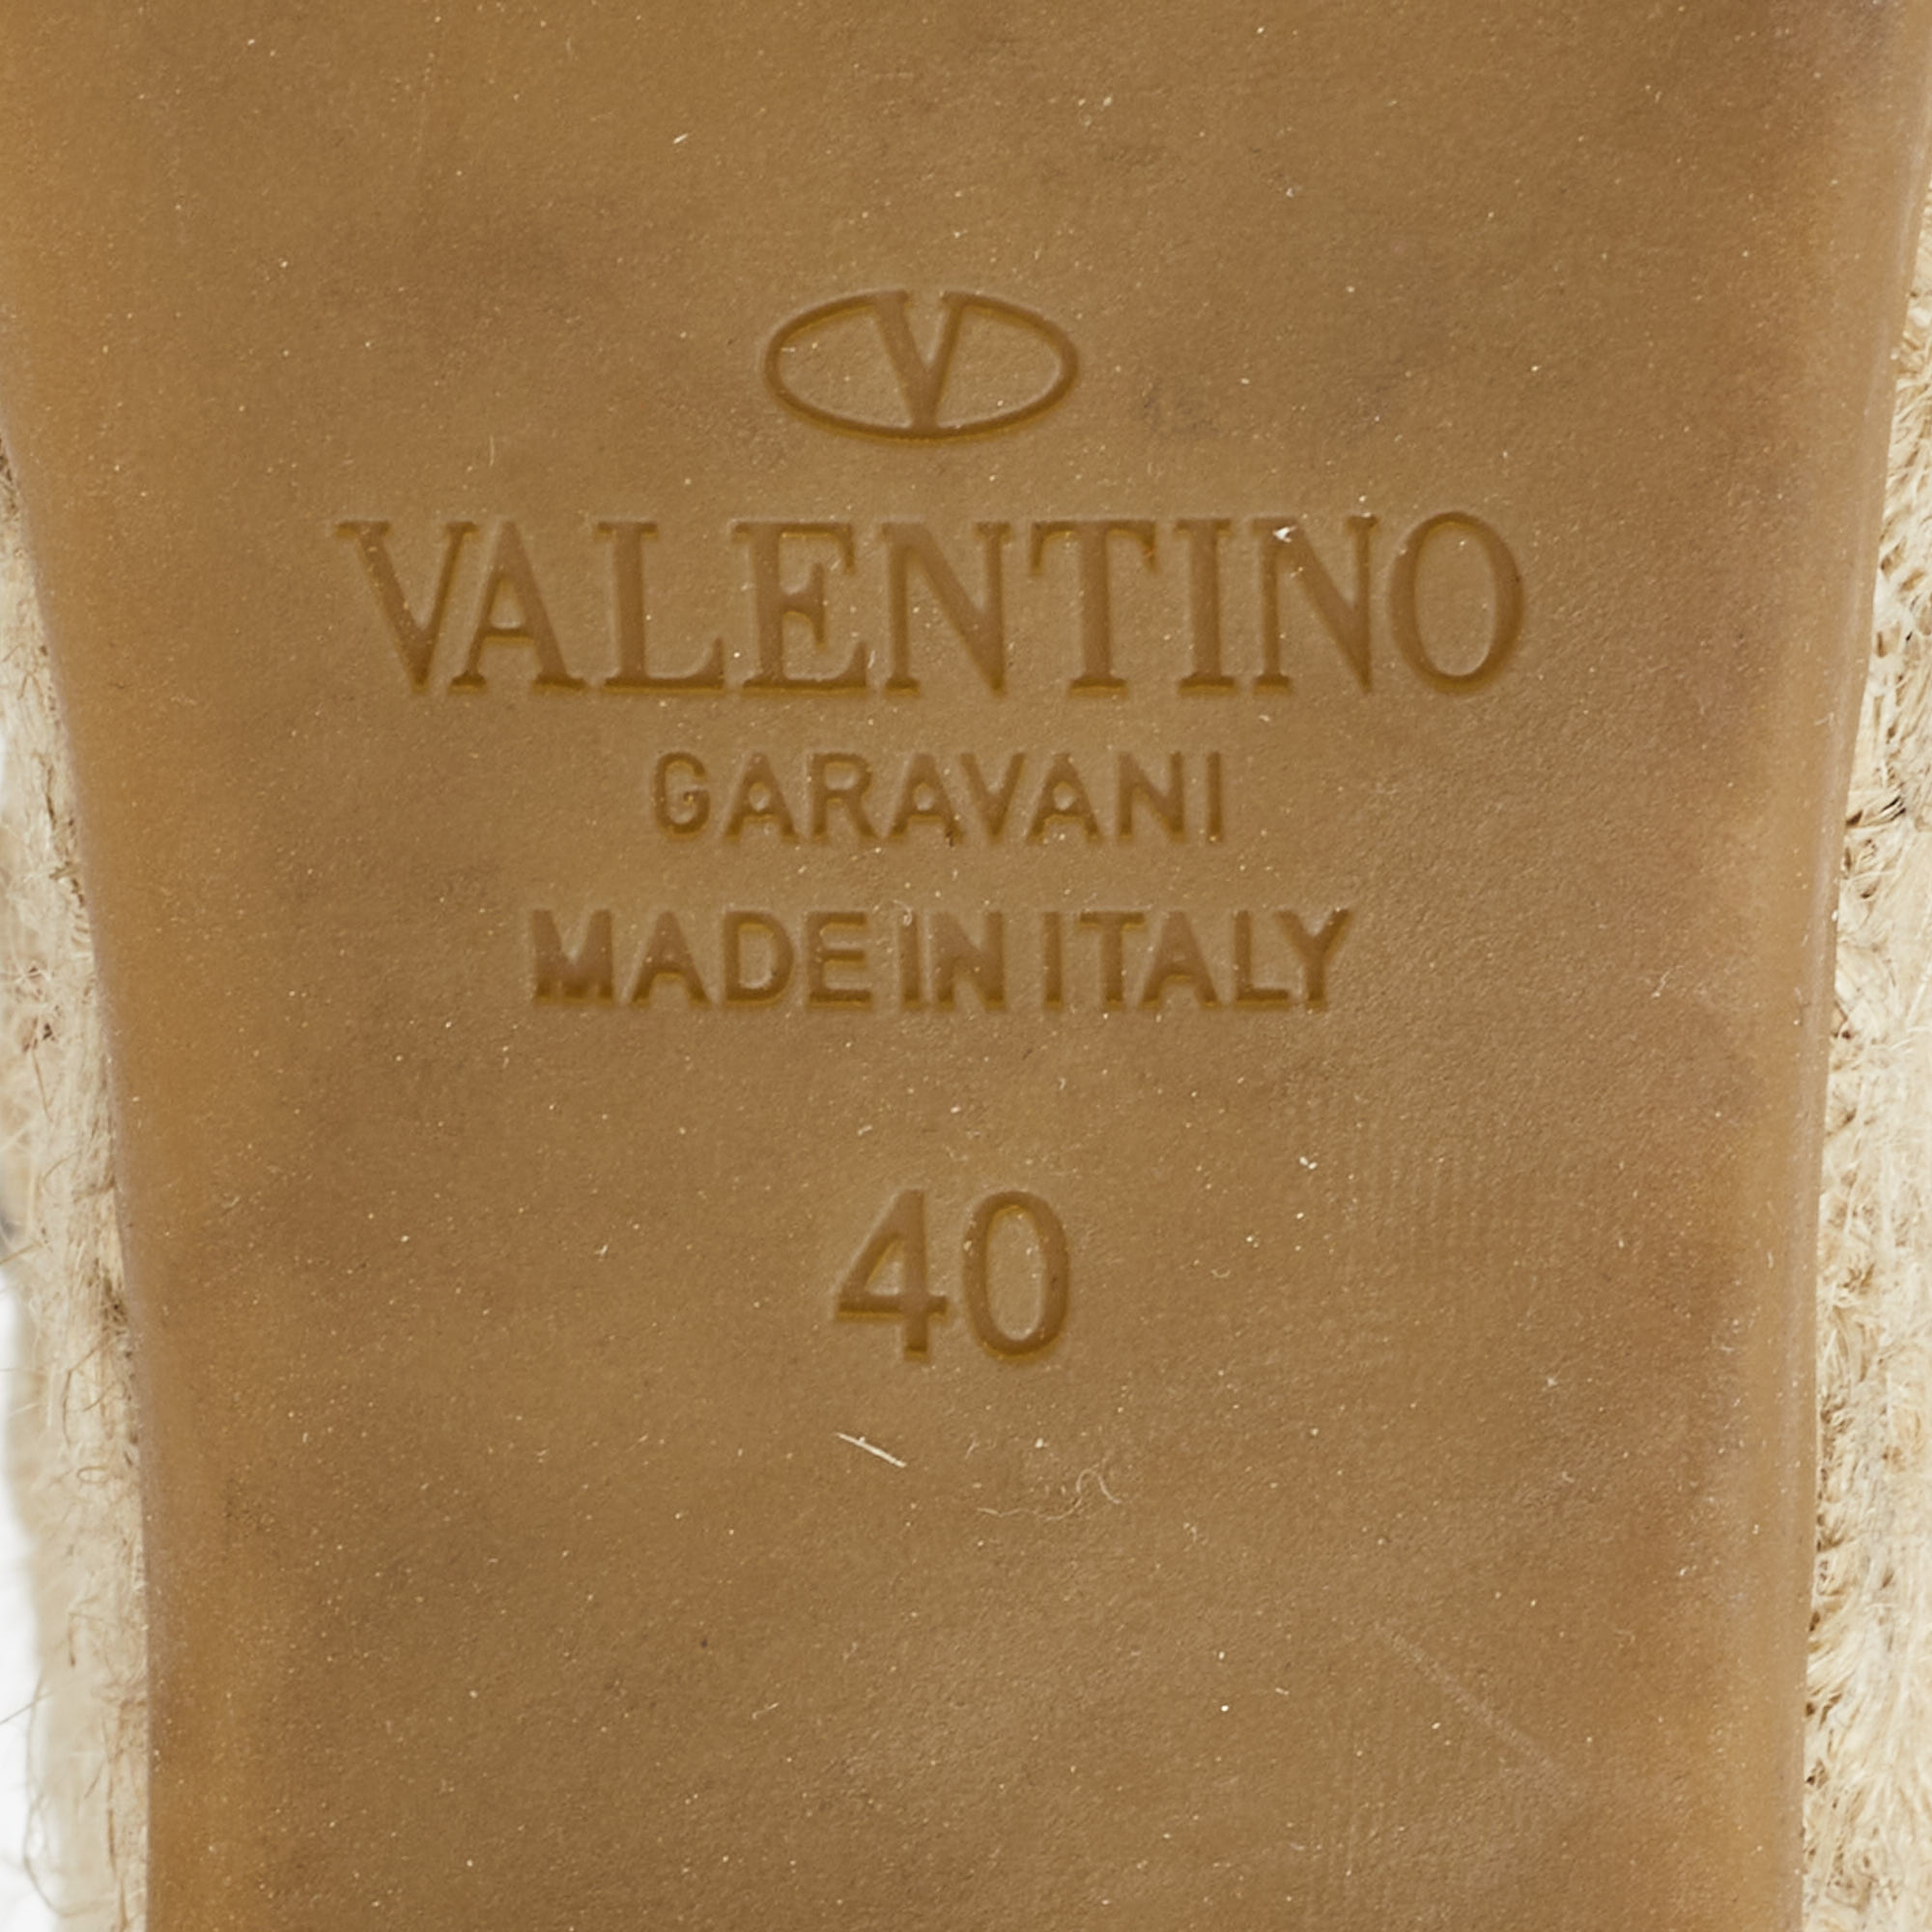 V
VALENTINO
GARAVANI
MADE IN ITALY
40